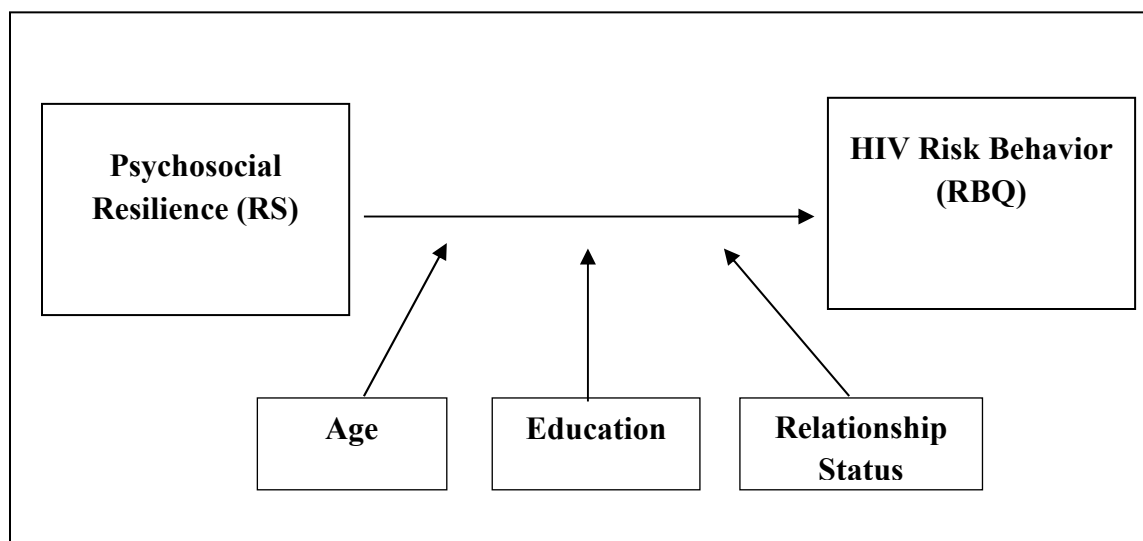 Psychosocial
Resilience (RS)
HIV Risk Behavior
(RBQ)
Age
Education
Relationship
Status